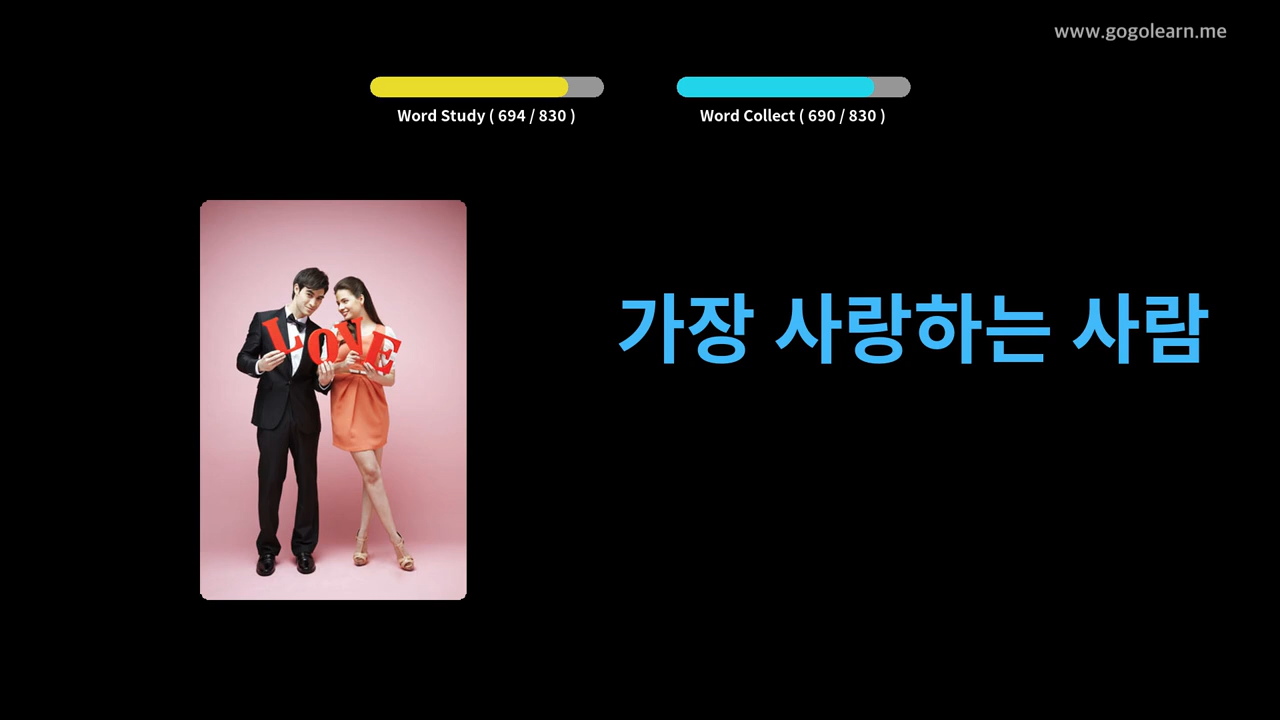 www.gogolearn.me
Word Study ( 694 / 830 )
Word Collect ( 690 / 830 )
LOVE
가장 사랑하는 사람